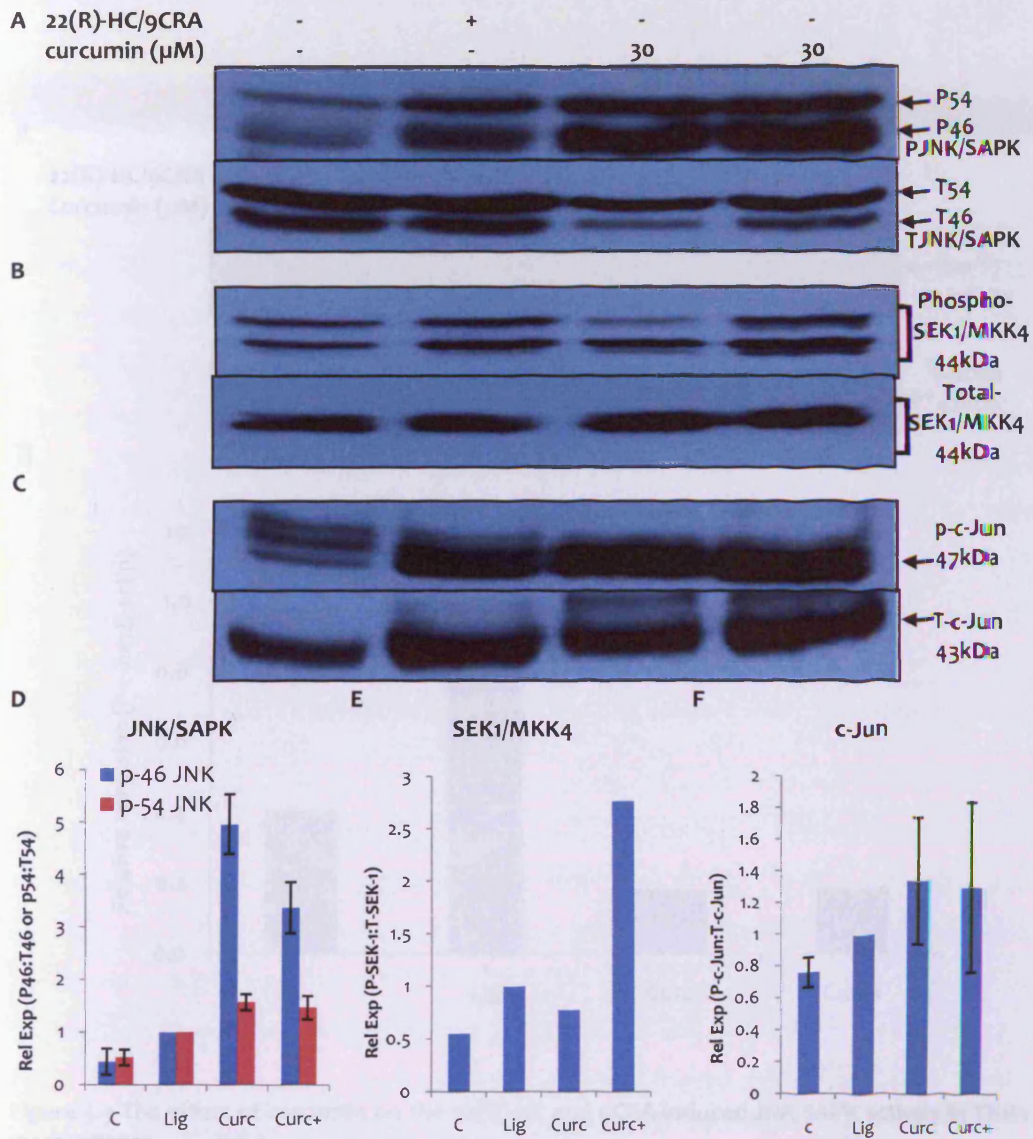 A 22(R)-HC/9CRA - + - -
curcumin (µM) - - 30 30
P54
P46
PJNK/SAPK
T54
T46
TJNK/SAPK
B
Phospho-
SEK1/MKK4
44kDa
Total-
SEK1/MKK4
44kDa
C
p-c-Jun
47kDa
T-c-Jun
43kDa
D E F
JNK/SAPK
p-46 JNK
p-54 JNK
Rel Exp (P46:T46 or p54:T54)
6
5
4
3
2
1
0
C Lig Curc Curc+
SEK1/MKK4
Rel Exp (P-SEK-1:T-SEK-1)
3
2.5
2
1.5
1
0.5
0
C Lig Curc Curc+
c-Jun
Rel Exp (P-c-Jun:T-c-Jun)
2
1.8
1.6
1.4
1.2
1
0.8
0.6
0.4
0.2
0
C Lig Curc Curc+